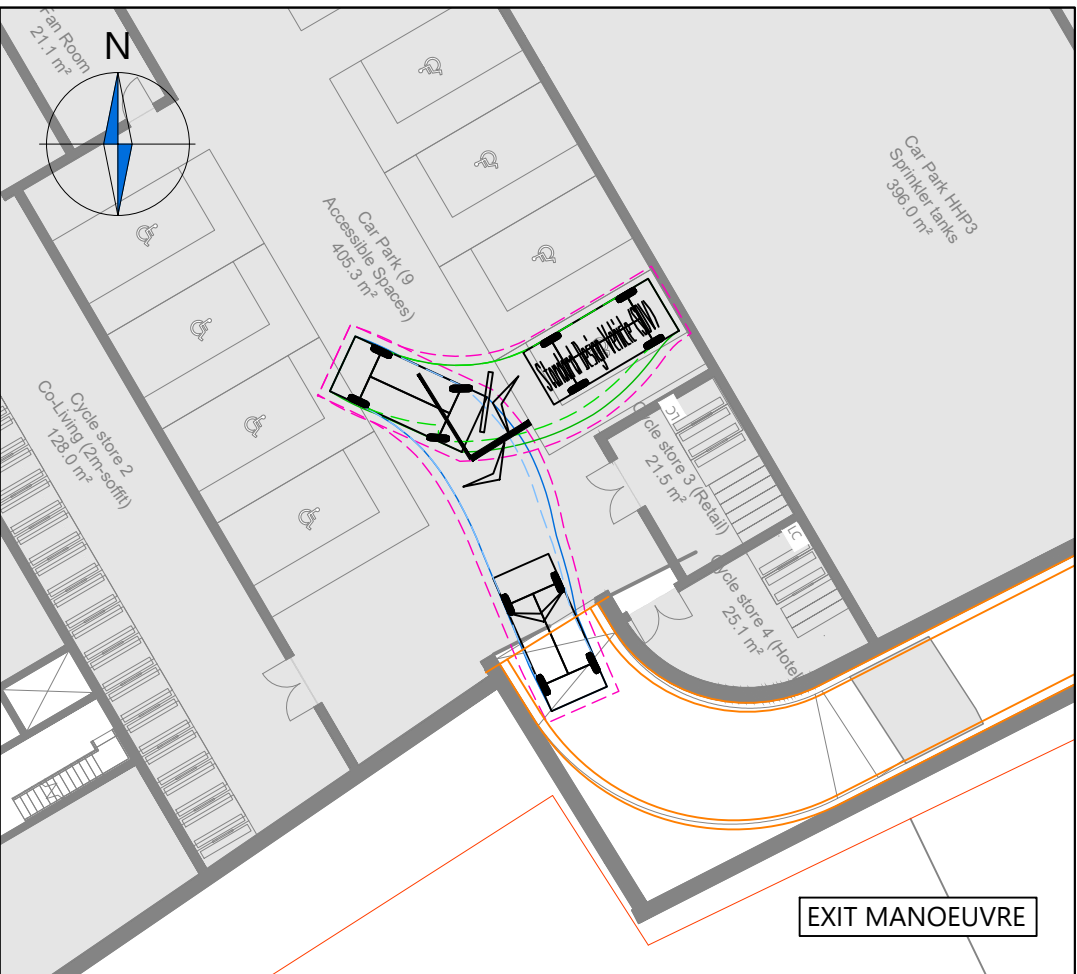 Fan Room
21.1 m²
N
Car Park (9
Accessible Spaces)
405.3 m²
Car Park HHP3
Sprinkler tanks
396.0 m²
Standard Design Vehicle (SDV)
Cycle store 2
Co-Living (2m-soffit)
128.0 m²
Cycle store 3 (Retail)
21.5 m²
LC
Cycle store 4 (Hotel
25.1 m²
EXIT MANOEUVRE